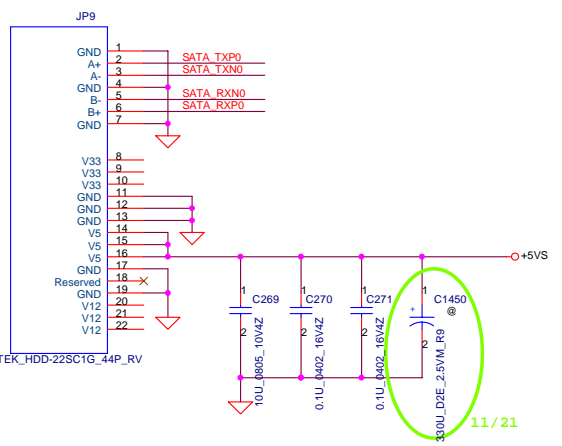 JP9
GND 1
A+ 2 SATA_TXP0
A- 3 SATA_TXN0
GND 4
B- 5 SATA_RXN0
B+ 6 SATA_RXP0
GND 7
V33 8
V33 9
V33 10
GND 11
GND 12
GND 13
V5 14
V5 15
V5 16
+5VS
GND 17
Reserved 18
GND 19
V12 20
V12 21
V12 22
TEK_HDD-22SC1G_44P_RV
1 C269 2
10U_0805_10V4Z
1 C270 2
0.1U_0402_16V4Z
1 C271 2
0.1U_0402_16V4Z
1 C1450 2
+ @
330U_D2E_2.5VM_R9
11/21